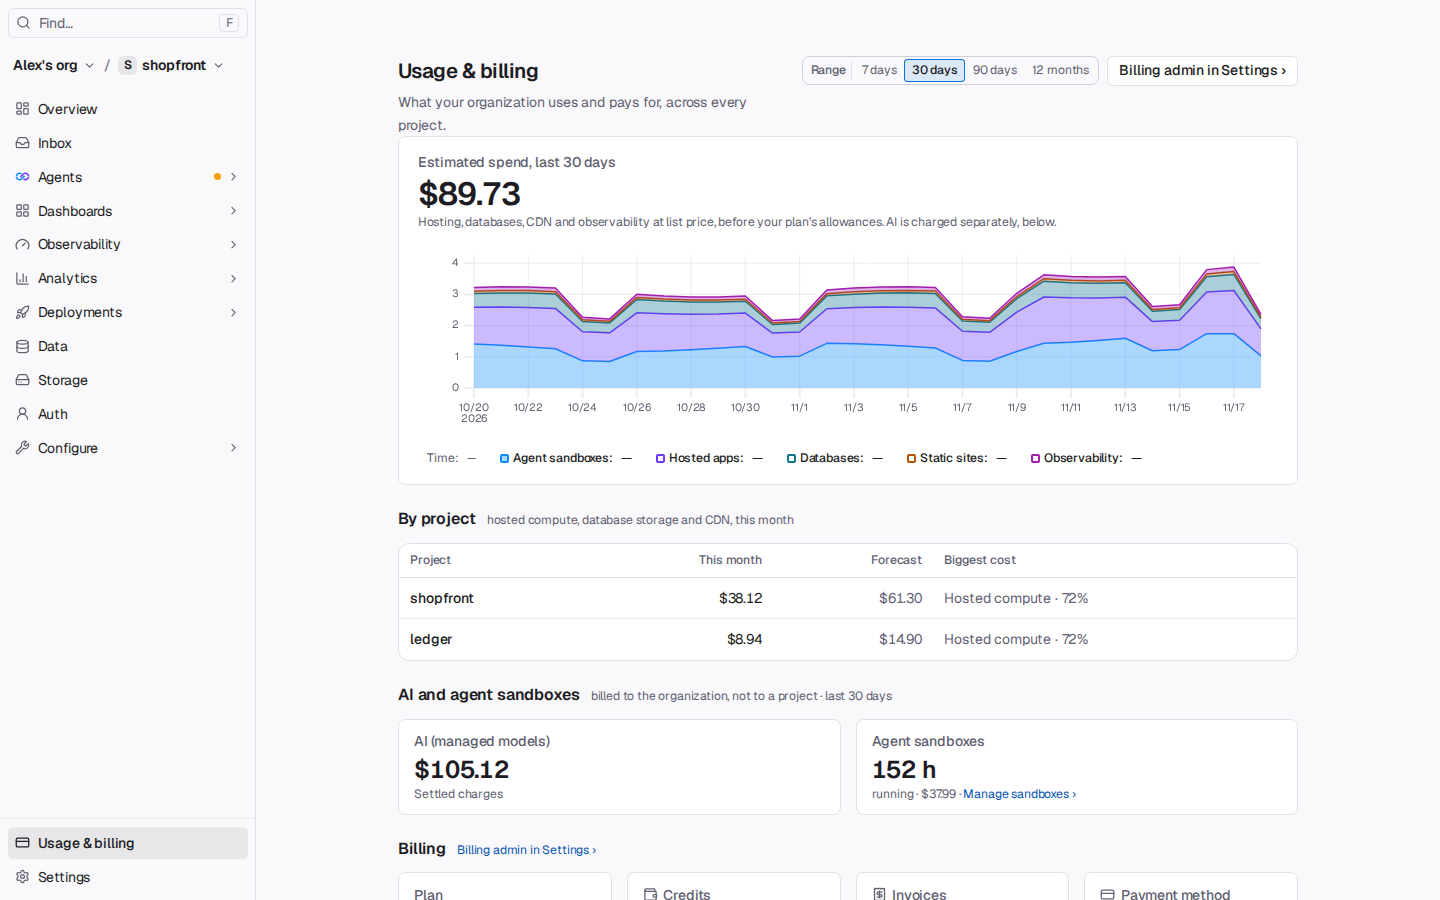 Find...
F
Alex's org / S shopfront
Overview
Inbox
Agents
Dashboards
Observability
Analytics
Deployments
Data
Storage
Auth
Configure
Usage & billing
Settings
Usage & billing
Range 7 days 30 days 90 days 12 months
Billing admin in Settings ›
What your organization uses and pays for, across every
project.
Estimated spend, last 30 days
$89.73
Hosting, databases, CDN and observability at list price, before your plan's allowances. AI is charged separately, below.
4
3
2
1
0
10/20 10/22 10/24 10/26 10/28 10/30 11/1 11/3 11/5 11/7 11/9 11/11 11/13 11/15 11/17
2026
Time: -- Agent sandboxes: — Hosted apps: — Databases: — Static sites: — Observability: —
By project hosted compute, database storage and CDN, this month
Project This month Forecast Biggest cost
shopfront $38.12 $61.30 Hosted compute · 72%
ledger $8.94 $14.90 Hosted compute · 72%
AI and agent sandboxes billed to the organization, not to a project · last 30 days
AI (managed models)
$105.12
Settled charges
Agent sandboxes
152 h
running · $37.99 · Manage sandboxes ›
Billing Billing admin in Settings ›
Plan
Credits
Invoices
Payment method